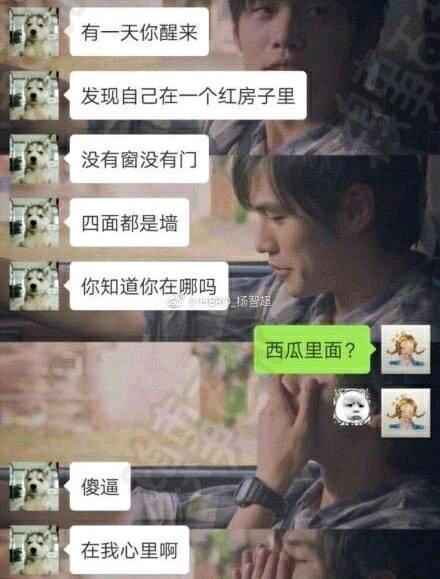 有一天你醒来
发现自己在一个红房子里
没有窗没有门
四面都是墙
你知道你在哪吗
西瓜里面？
傻逼
在我心里啊